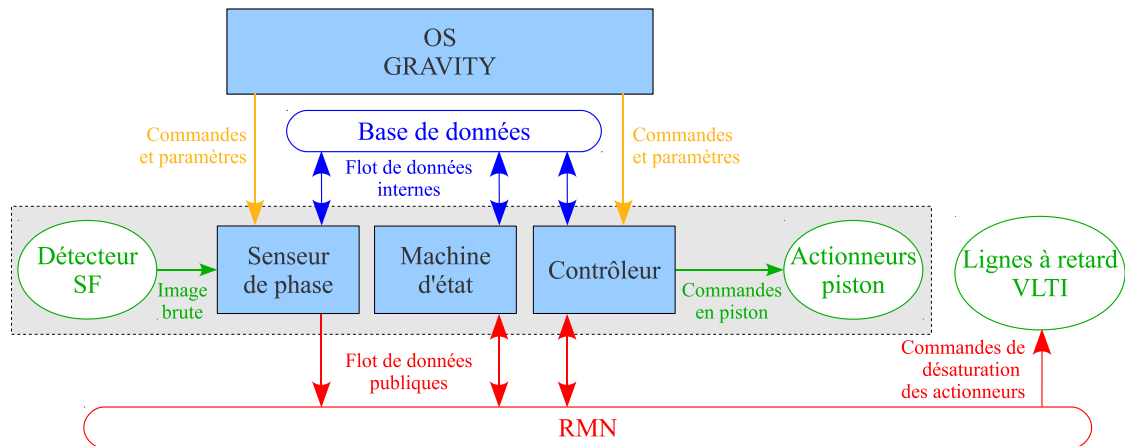 OS
GRAVITY
Commandes
et paramètres
Base de données
Commandes
et paramètres
Flot de données
internes
Détecteur
SF
Image
brute
Senseur
de phase
Machine
d'état
Contrôleur
Commandes
en piston
Actionneurs
piston
Lignes à retard
VLTI
Flot de données
publiques
Commandes de
désaturation
des actionneurs
RMN